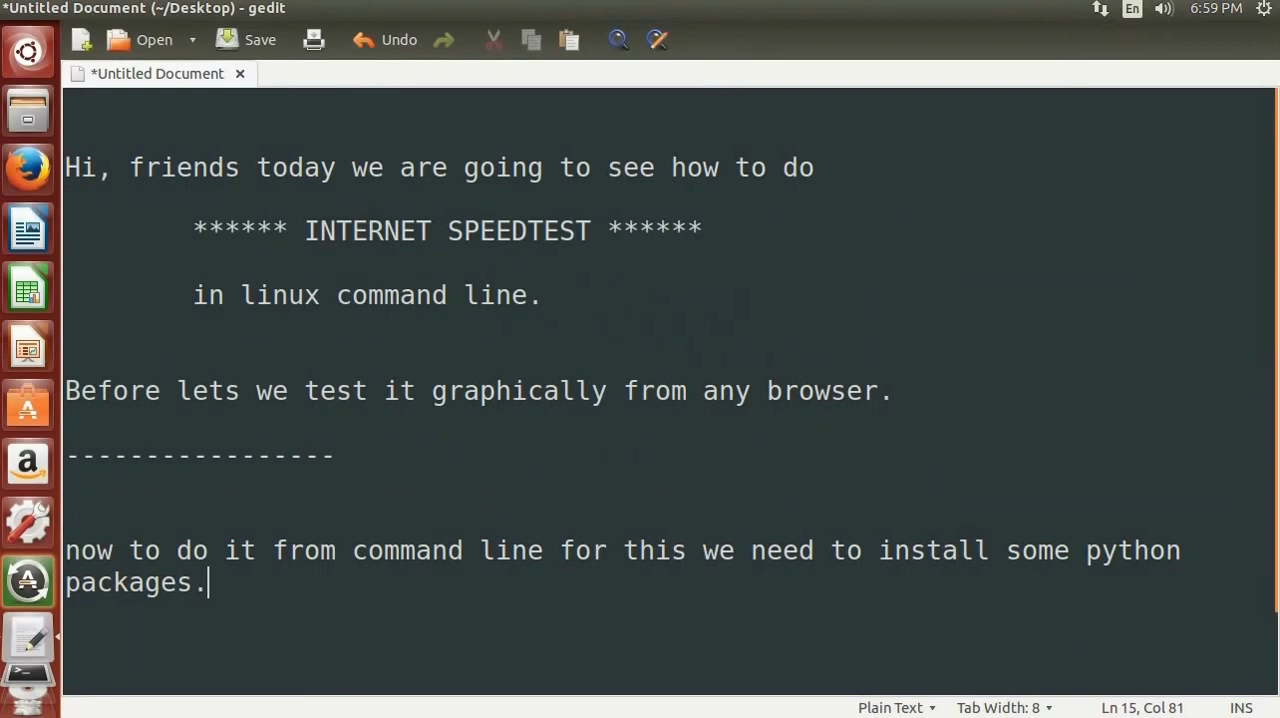 *Untitled Document (~/Desktop) - gedit
En
6:59 PM
Open
Save
Undo
*Untitled Document
Hi, friends today we are going to see how to do
****** INTERNET SPEEDTEST ******
in linux command line.
Before lets we test it graphically from any browser.
-----------------
now to do it from command line for this we need to install some python
packages.
Plain Text
Tab Width: 8
Ln 15, Col 81
INS